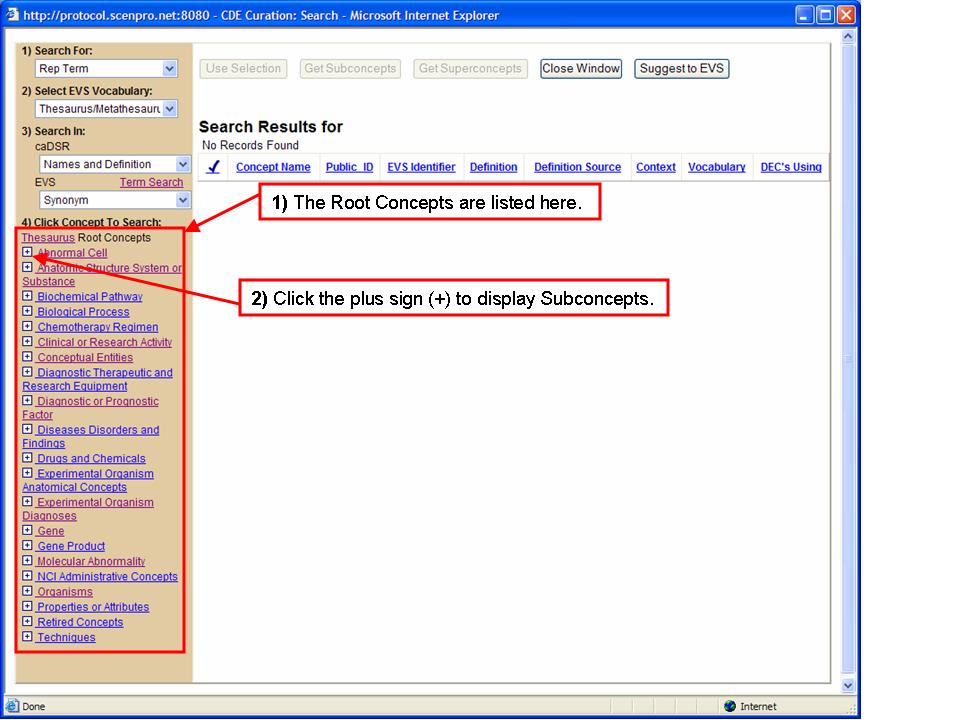 http://protocol.scenpro.net:8080 - CDE Curation: Search - Microsoft Internet Explorer
1) Search For:
Rep Term
2) Select EVS Vocabulary:
Thesaurus/Metathesauru
3) Search In:
caDSR
Names and Definition
EVS Term Search
Synonym
4) Click Concept To Search:
Thesaurus Root Concepts
Abnormal Cell
Anatomic Structure System or
Substance
Biochemical Pathway
Biological Process
Chemotherapy Regimen
Clinical or Research Activity
Conceptual Entities
Diagnostic Therapeutic and
Research Equipment
Diagnostic or Prognostic
Factor
Diseases Disorders and
Findings
Drugs and Chemicals
Experimental Organism
Anatomical Concepts
Experimental Organism
Diagnoses
Gene
Gene Product
Molecular Abnormality
NCI Administrative Concepts
Organisms
Properties or Attributes
Retired Concepts
Techniques
Use Selection Get Subconcepts Get Superconcepts Close Window Suggest to EVS
Search Results for
No Records Found
Concept Name Public_ID EVS Identifier Definition Definition Source Context Vocabulary DEC's Using
1) The Root Concepts are listed here.
2) Click the plus sign (+) to display Subconcepts.
Done Internet